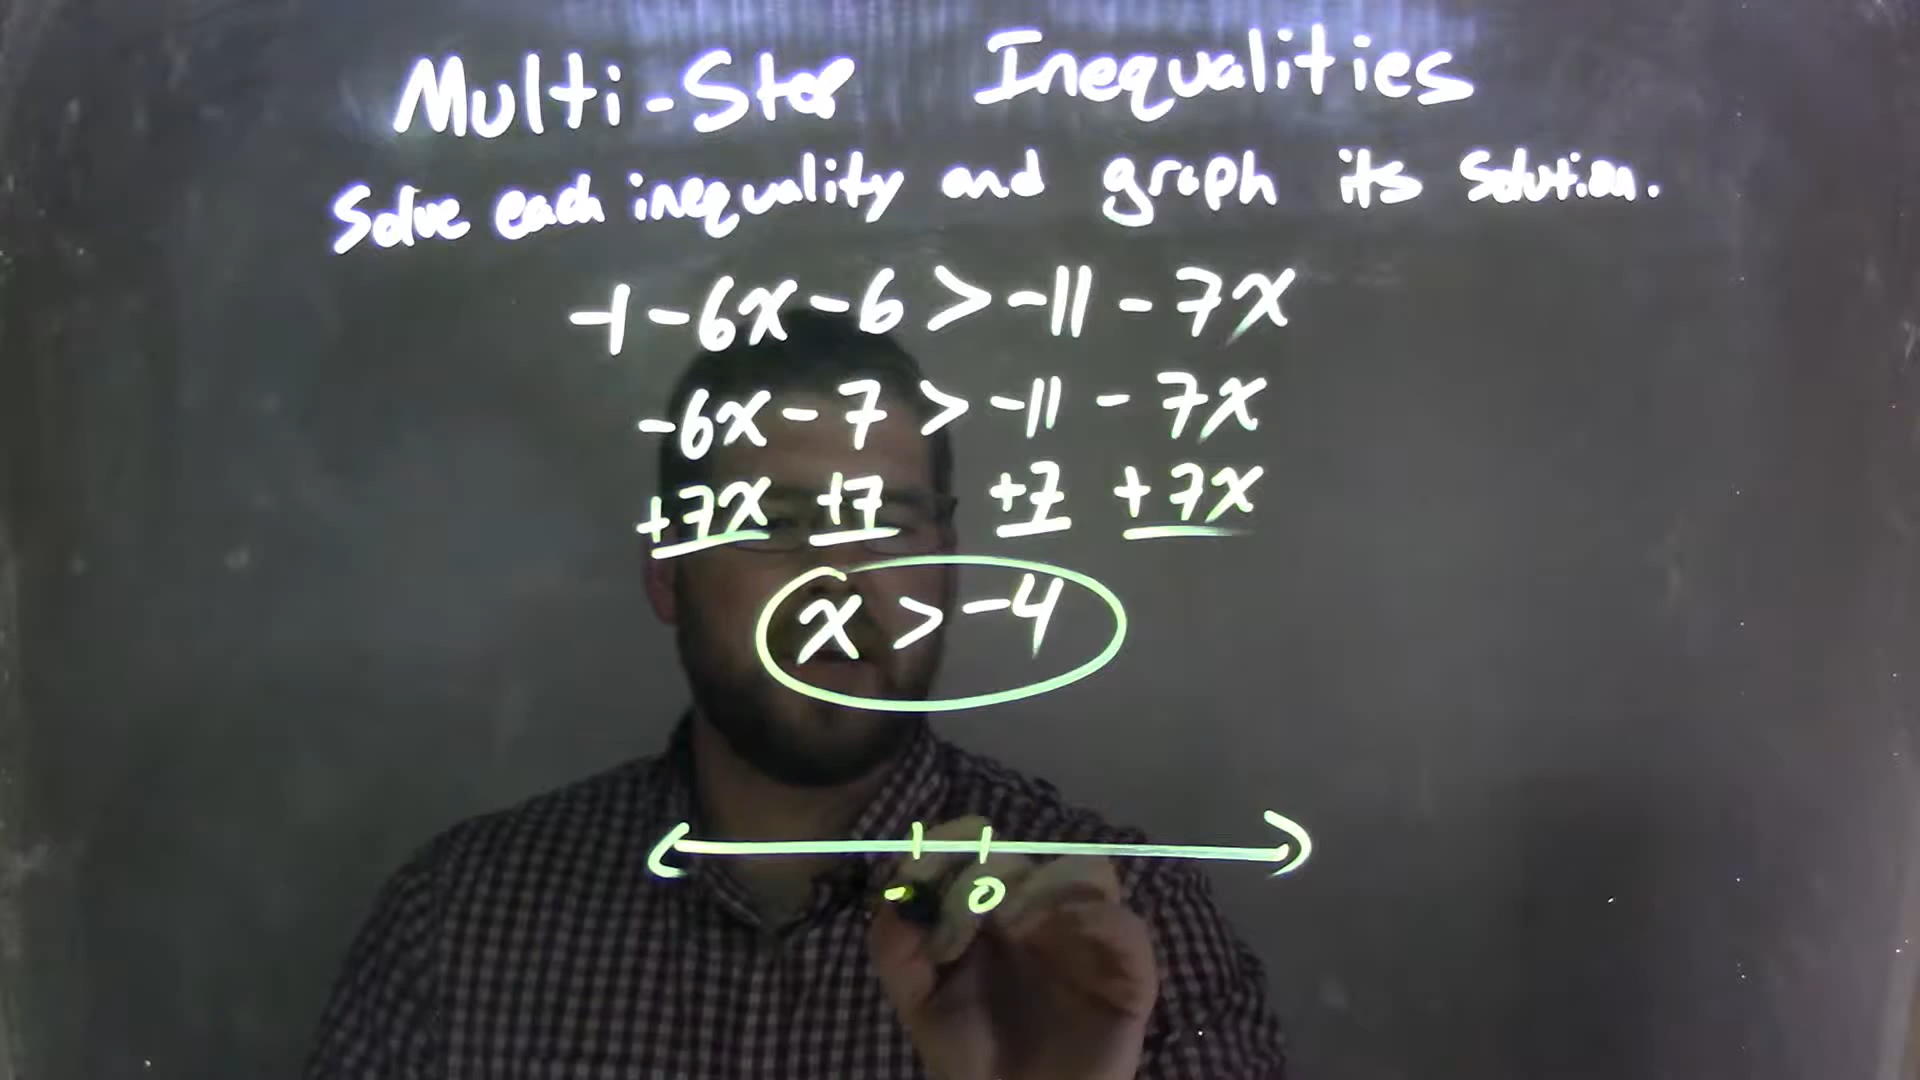 Multi-Step Inequalities
Solve each inequality and graph its solution.
-1-6x-6>-11-7x
-6x-7>-11-7x
+7x +7 +7 +7x
x>-4
- 0